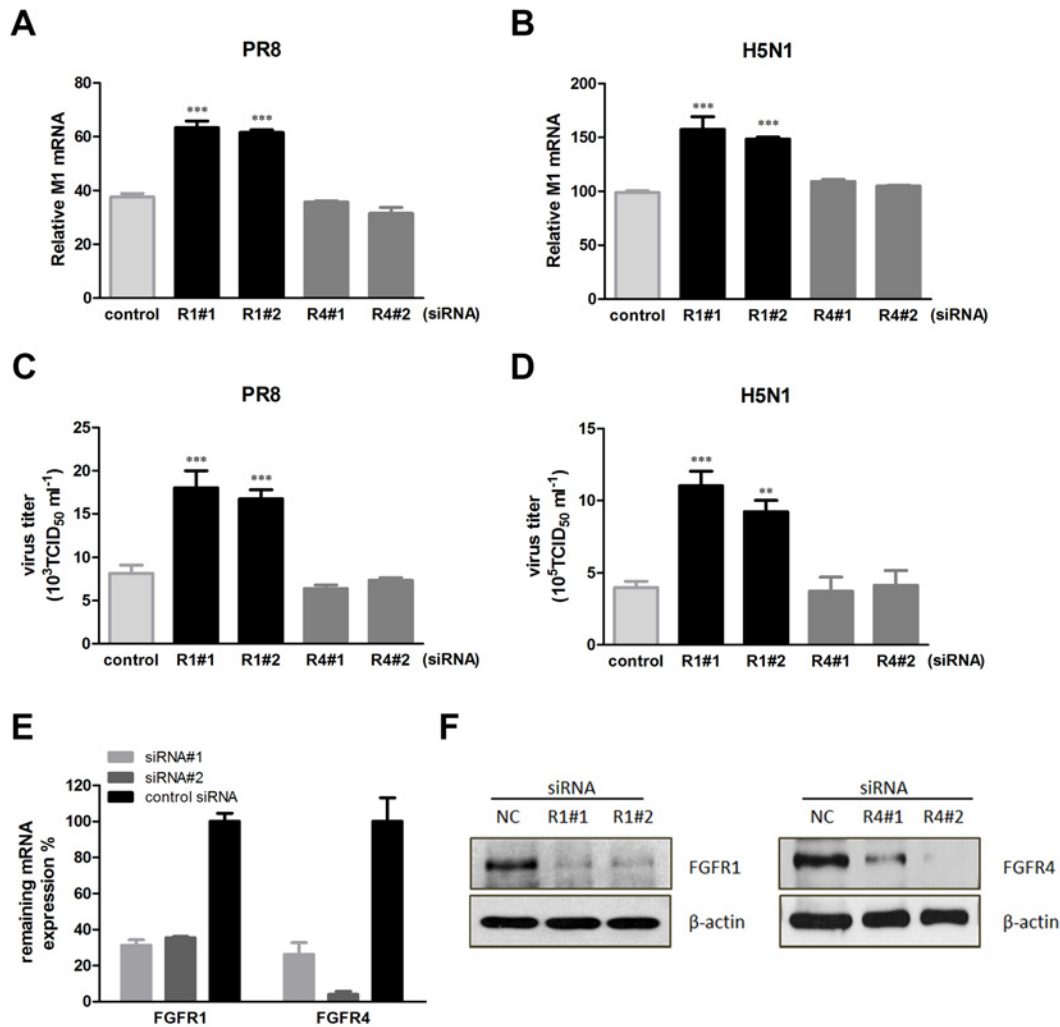 A
PR8
Relative M1 mRNA
80
60
40
20
0
*** ***
control R1#1 R1#2 R4#1 R4#2 (siRNA)
B
H5N1
Relative M1 mRNA
200
150
100
50
0
*** ***
control R1#1 R1#2 R4#1 R4#2 (siRNA)
C
PR8
virus titer
(10³TCID₅₀ ml⁻¹)
25
20
15
10
5
0
*** ***
control R1#1 R1#2 R4#1 R4#2 (siRNA)
D
H5N1
virus titer
(10⁵TCID₅₀ ml⁻¹)
15
10
5
0
*** **
control R1#1 R1#2 R4#1 R4#2 (siRNA)
E
siRNA#1
siRNA#2
control siRNA
remaining mRNA
expression %
120
100
80
60
40
20
0
FGFR1 FGFR4
F
siRNA
NC R1#1 R1#2
FGFR1
β-actin
siRNA
NC R4#1 R4#2
FGFR4
β-actin